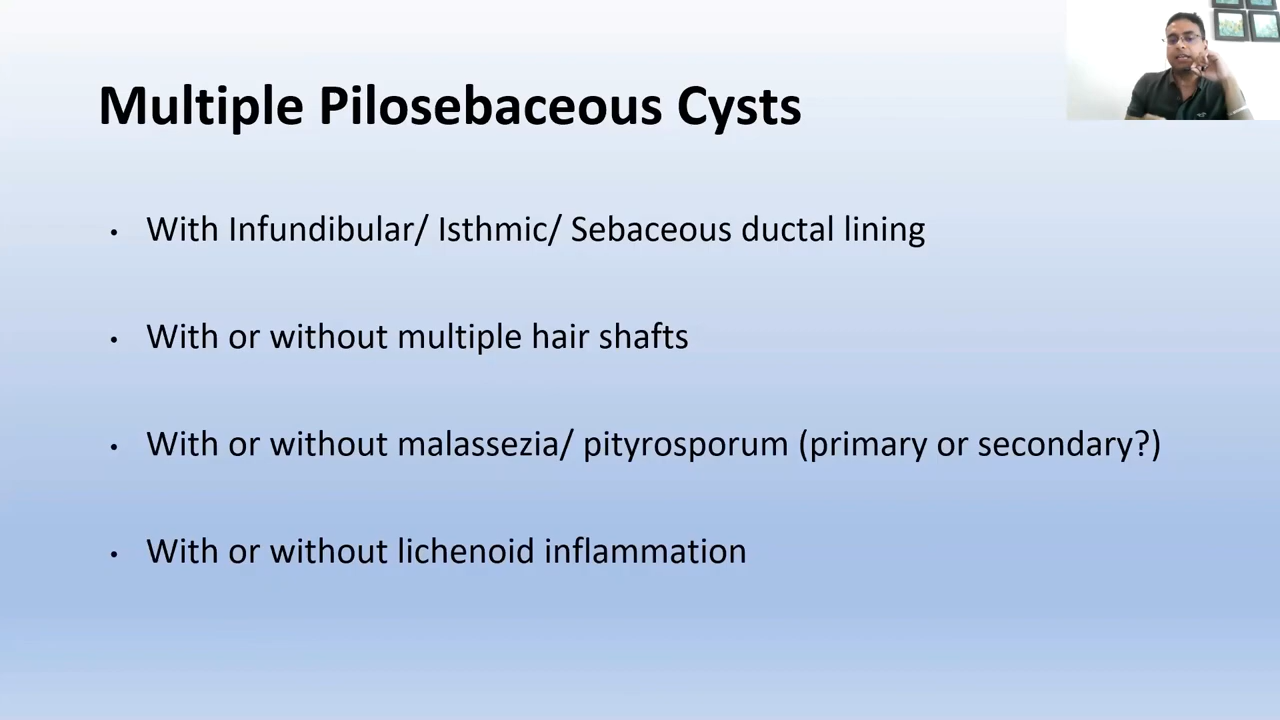 Multiple Pilosebaceous Cysts
• With Infundibular/ Isthmic/ Sebaceous ductal lining
• With or without multiple hair shafts
• With or without malassezia/ pityrosporum (primary or secondary?)
• With or without lichenoid inflammation